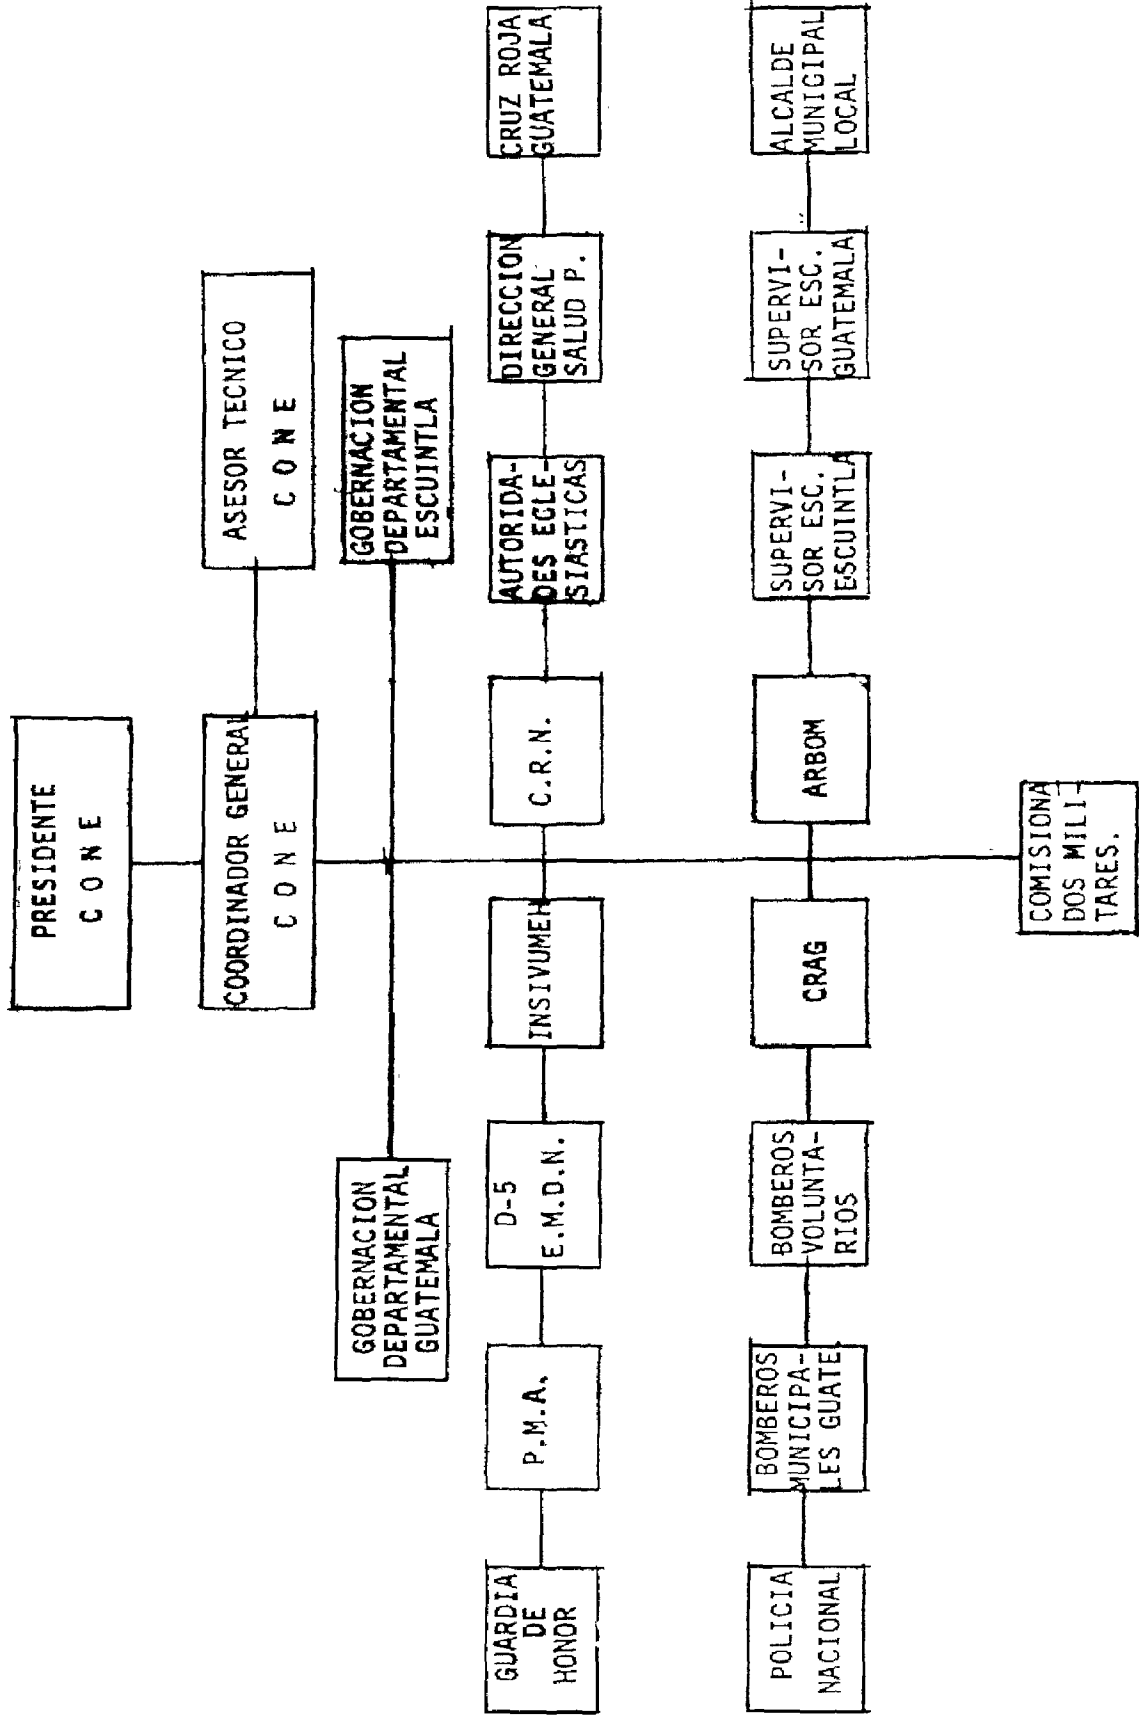 PRESIDENTE
C O N E
COORDINADOR GENERAL
C O N E
ASESOR TECNICO
C O N E
GOBERNACION
DEPARTAMENTAL
GUATEMALA
GOBERNACION
DEPARTAMENTAL
ESCUINTLA
GUARDIA
DE
HONOR
P.M.A.
D-5
E.M.D.N.
INSIVUMEH
C.R.N.
AUTORIDA-
DES ECLE-
SIASTICAS
DIRECCION
GENERAL
SALUD P.
CRUZ ROJA
GUATEMALA
POLICIA
NACIONAL
BOMBEROS
MUNICIPA-
LES GUATE
BOMBEROS
VOLUNTA-
RIOS
CRAG
ARBOM
SUPERVI-
SOR ESC.
ESCUINTLA
SUPERVI-
SOR ESC.
GUATEMALA
ALCALDE
MUNIGIPAL
LOCAL
COMISIONA
DOS MILI-
TARES.